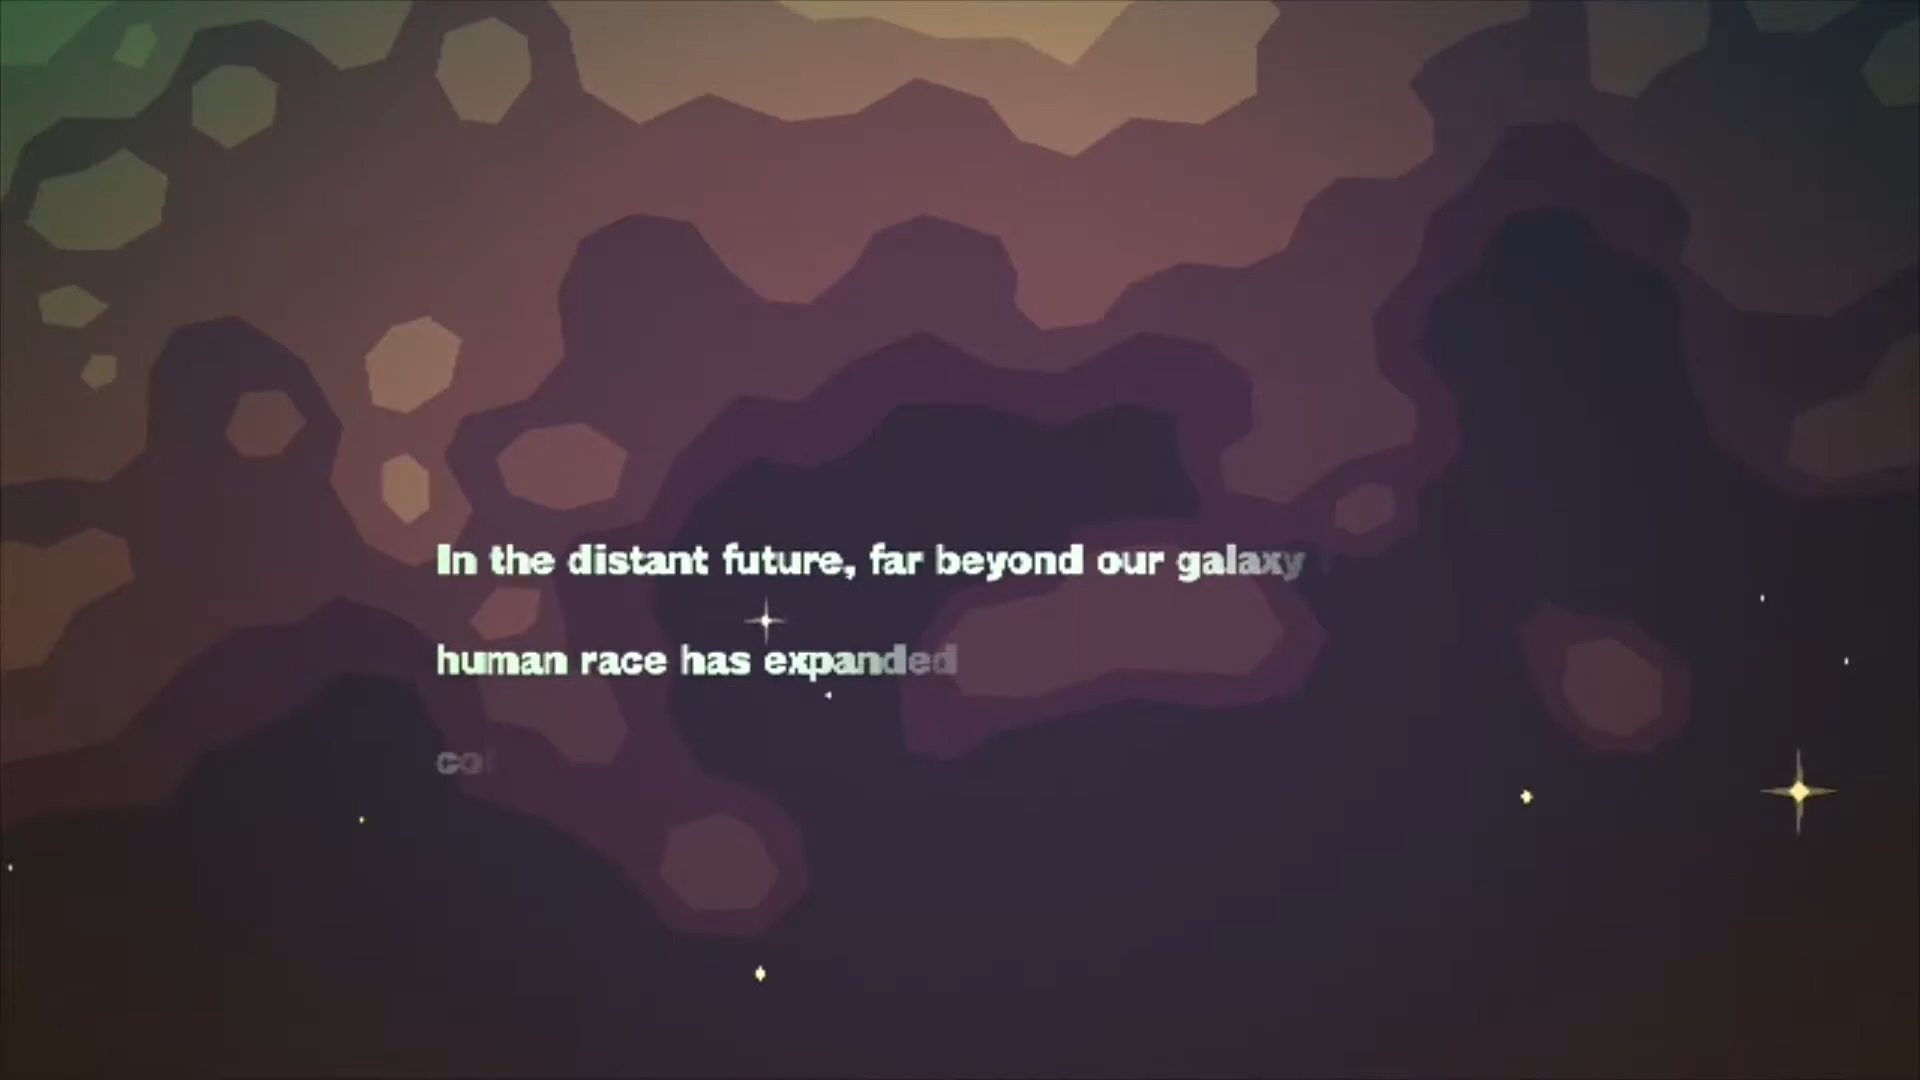 In the distant future, far beyond our galaxy
human race has expanded